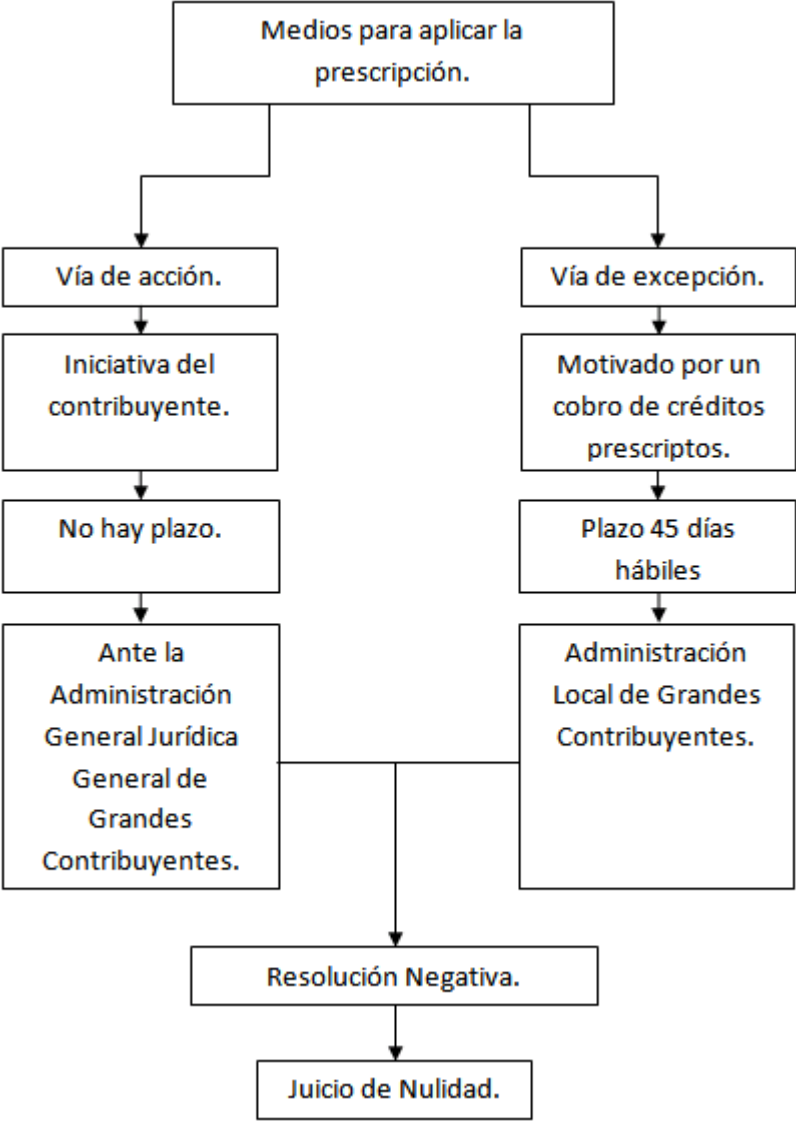 Medios para aplicar la
prescripción.
Vía de acción.
Iniciativa del
contribuyente.
No hay plazo.
Ante la
Administración
General Jurídica
General de
Grandes
Contribuyentes.
Vía de excepción.
Motivado por un
cobro de créditos
prescriptos.
Plazo 45 días
hábiles
Administración
Local de Grandes
Contribuyentes.
Resolución Negativa.
Juicio de Nulidad.